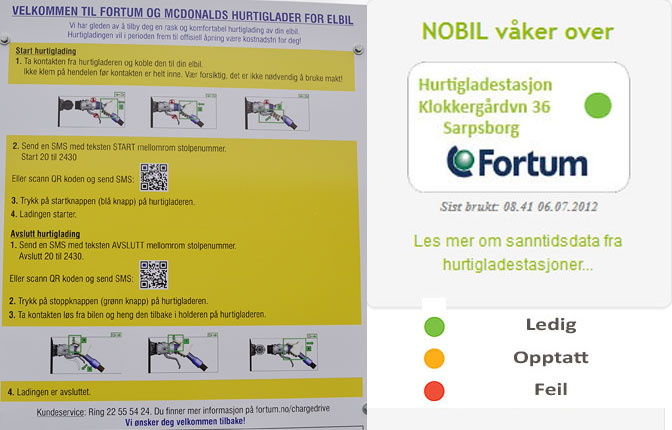 VELKOMMEN TIL FORTUM OG MCDONALDS HURTIGLADER FOR ELBIL
Vi har gleden av å tilby deg en rask og komfortabel hurtiglading av din elbil.
Hurtigladingen vil i perioden frem til offisiell åpning være kostnadsfri for deg!
Start hurtiglading
1. Ta kontakten fra hurtigladeren og koble den til din elbil.
Ikke klem på hendelen før kontakten er helt inne. Vær forsiktig, det er ikke nødvendig å bruke makt!
2. Send en SMS med teksten START mellomrom stolpenummer.
Start 20 til 2430
Eller scann QR koden og send SMS:
3. Trykk på startknappen (blå knapp) på hurtigladeren.
4. Ladingen starter.
Avslutt hurtiglading
1. Send en SMS med teksten AVSLUTT mellomrom stolpenummer.
Avslutt 20 til 2430.
Eller scann QR koden og send SMS:
2. Trykk på stoppknappen (grønn knapp) på hurtigladeren.
3. Ta kontakten løs fra bilen og heng den tilbake i holderen på hurtigladeren.
4. Ladingen er avsluttet.
Kundeservice: Ring 22 55 54 24. Du finner mer informasjon på fortum.no/chargedrive
Vi ønsker deg velkommen tilbake!
NOBIL våker over
Hurtigladestasjon
Klokkergårdvn 36
Sarpsborg
Fortum
Sist brukt: 08.41 06.07.2012
Les mer om sanntidsdata fra
hurtigladestasjoner...
Ledig
Opptatt
Feil